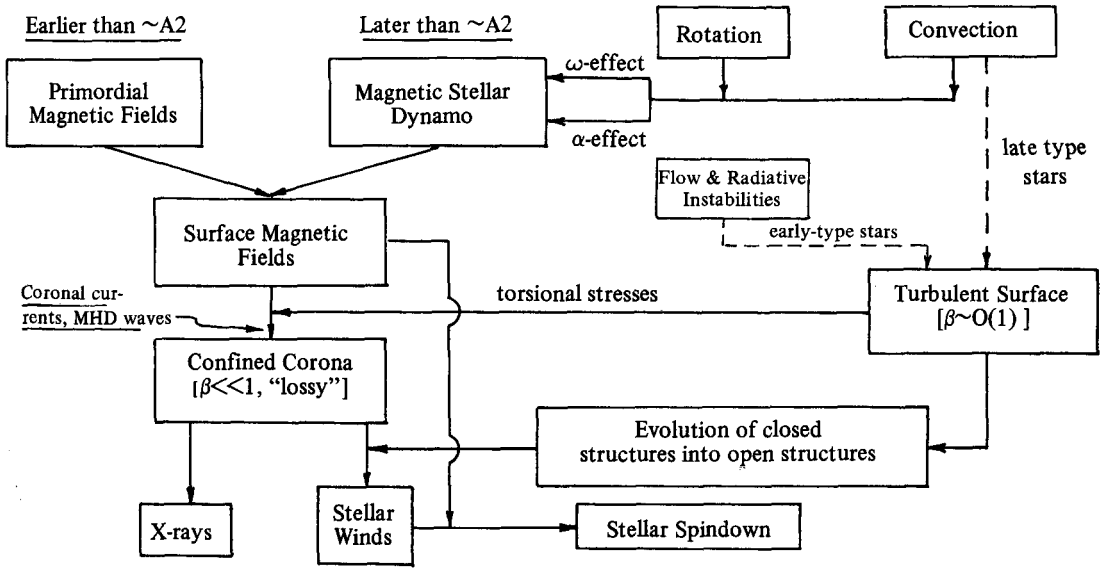 Earlier than ~A2
Later than ~A2
Rotation
Convection
Primordial
Magnetic Fields
Magnetic Stellar
Dynamo
ω-effect
α-effect
late type
stars
Flow & Radiative
Instabilities
early-type stars
Surface Magnetic
Fields
Coronal cur-
rents, MHD waves
torsional stresses
Turbulent Surface
[β~O(1) ]
Confined Corona
[β<<1, “lossy”]
Evolution of closed
structures into open structures
X-rays
Stellar
Winds
Stellar Spindown